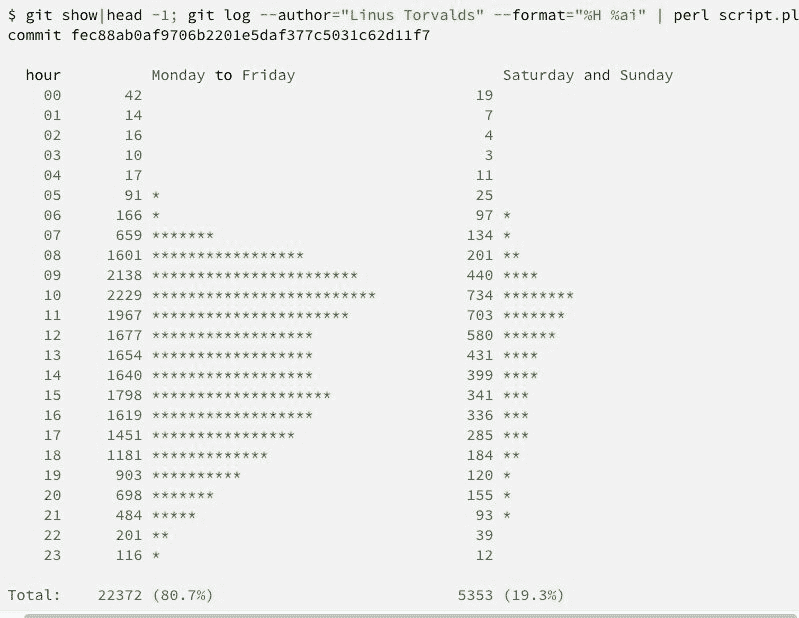 $ git show|head -1; git log --author="Linus Torvalds" --format="%H %ai" | perl script.pl
commit fec88ab0af9706b2201e5daf377c5031c62d11f7
hour Monday to Friday Saturday and Sunday
00 42 19
01 14 7
02 16 4
03 10 3
04 17 11
05 91 * 25
06 166 * 97 *
07 659 ******* 134 *
08 1601 ***************** 201 **
09 2138 *********************** 440 ****
10 2229 ************************* 734 ********
11 1967 ********************** 703 *******
12 1677 ****************** 580 ******
13 1654 ****************** 431 ****
14 1640 ****************** 399 ****
15 1798 ******************** 341 ***
16 1619 ****************** 336 ***
17 1451 **************** 285 ***
18 1181 ************* 184 **
19 903 ********** 120 *
20 698 ******* 155 *
21 484 ***** 93 *
22 201 ** 39
23 116 * 12
Total: 22372 (80.7%) 5353 (19.3%)